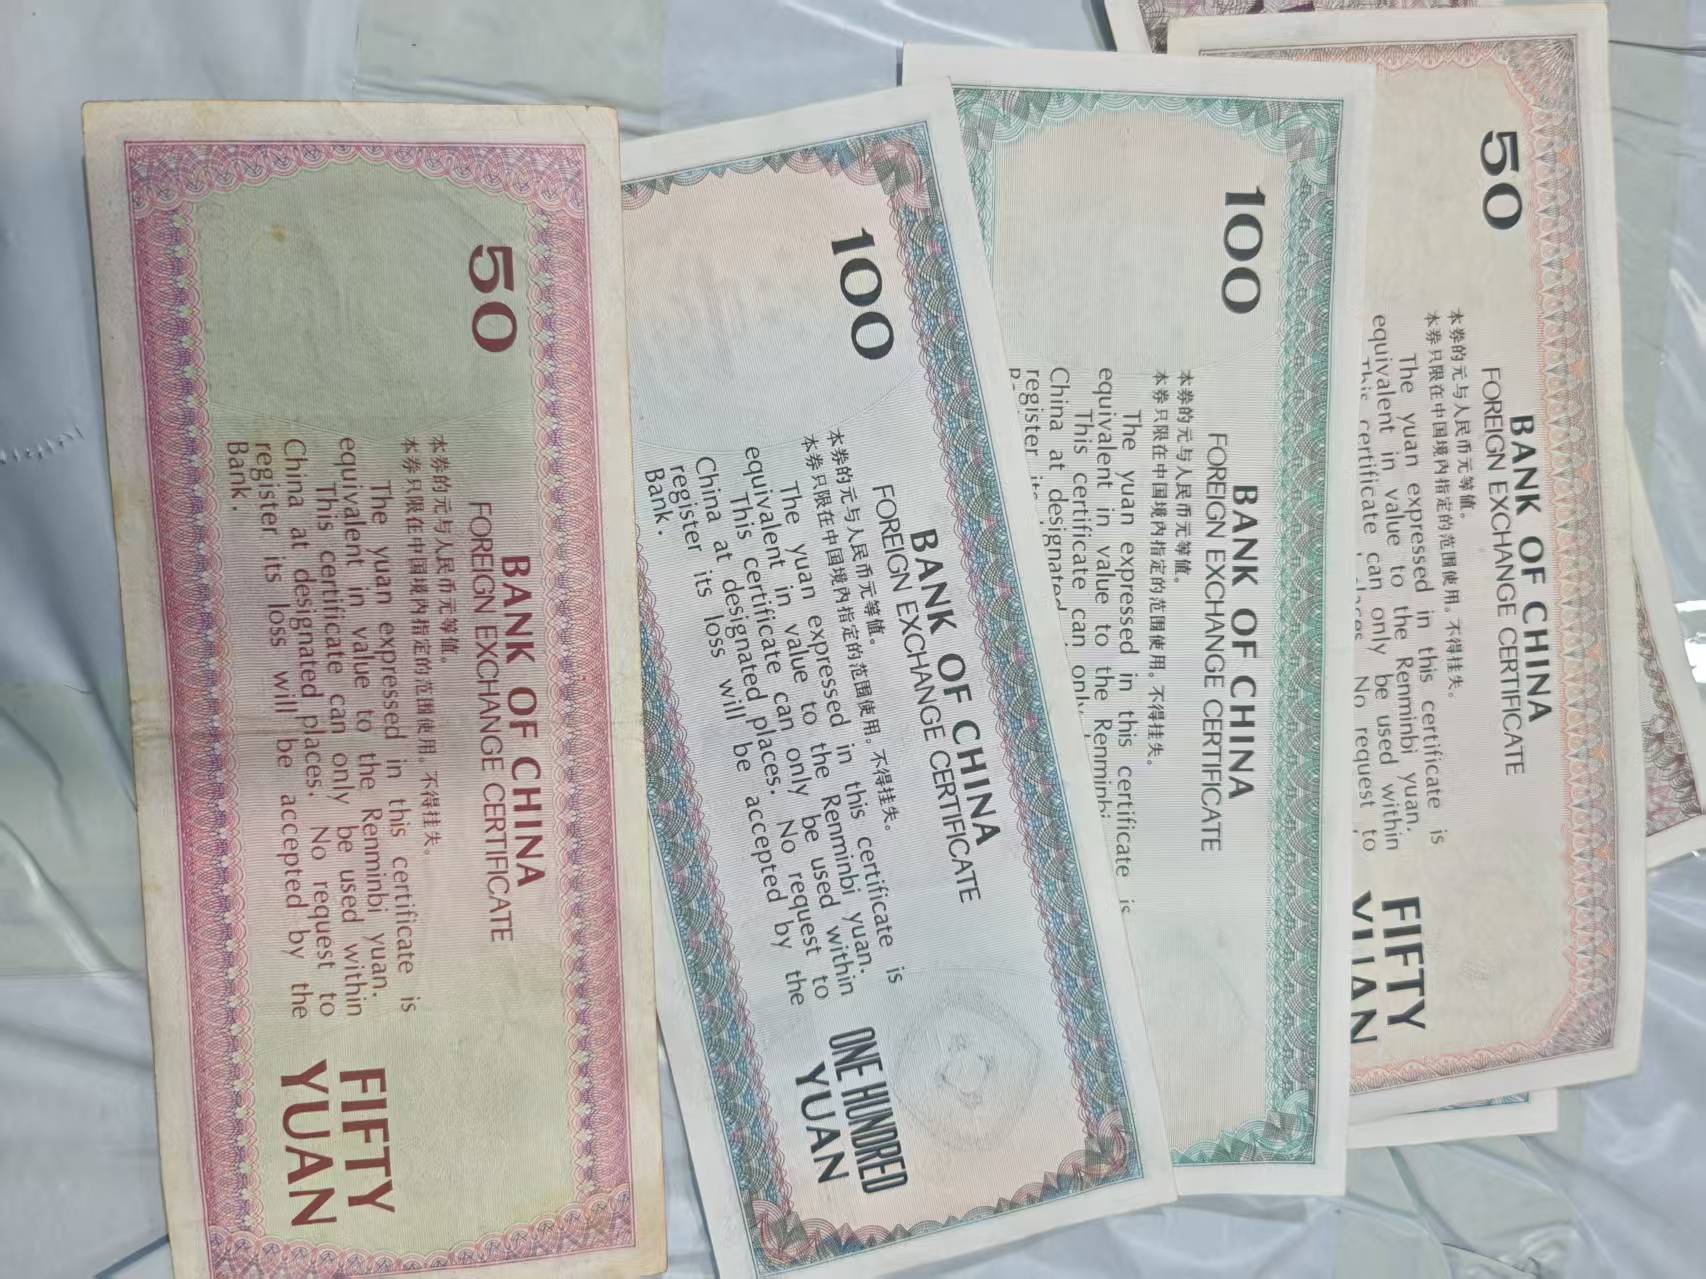 50
BANK OF CHINA
FOREIGN EXCHANGE CERTIFICATE
本券的元与人民币元等值。
本券只限在中国境内指定的范围使用。不得挂失。
The yuan expressed in this certificate is
equivalent in value to the Renminbi yuan.
This certificate can only be used within
China at designated places. No request to
register its loss will be accepted by the
Bank.
FIFTY
YUAN
100
BANK OF CHINA
FOREIGN EXCHANGE CERTIFICATE
本券的元与人民币元等值。
本券只限在中国境内指定的范围使用。不得挂失。
The yuan expressed in this certificate is
equivalent in value to the Renminbi yuan.
This certificate can only be used within
China at designated places. No request to
register its loss will be accepted by the
Bank.
ONE HUNDRED
YUAN
100
BANK OF CHINA
FOREIGN EXCHANGE CERTIFICATE
本券的元与人民币元等值。
本券只限在中国境内指定的范围使用。不得挂失。
The yuan expressed in this certificate is
equivalent in value to the Renminbi
This certificate can only
China at designated
register its
50
BANK OF CHINA
FOREIGN EXCHANGE CERTIFICATE
本券的元与人民币元等值。
本券只限在中国境内指定的范围使用。不得挂失。
The yuan expressed in this certificate is
equivalent in value to the Renminbi yuan.
This certificate can only be used within
places. No request to
FIFTY
YUAN